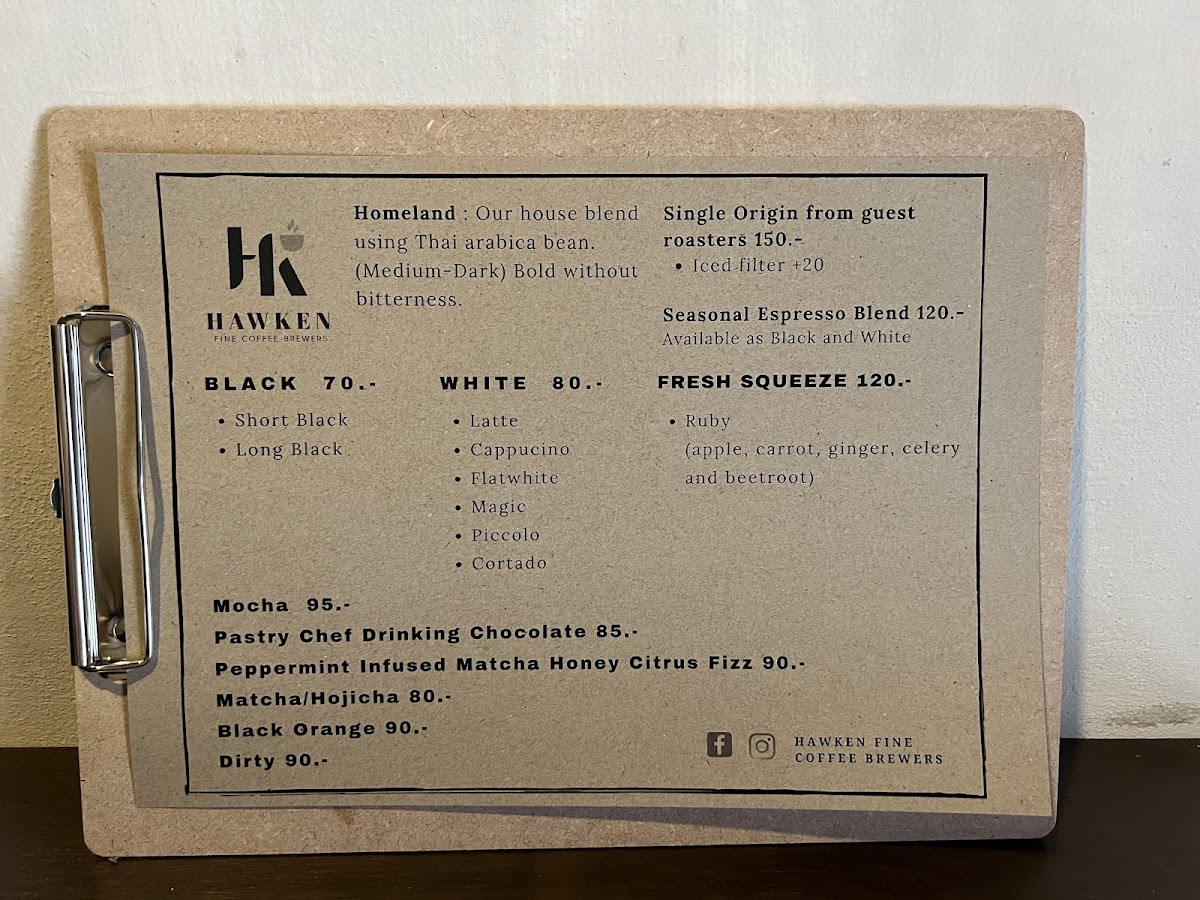 HAWKEN
FINE COFFEE BREWERS
Homeland : Our house blend
using Thai arabica bean.
(Medium-Dark) Bold without
bitterness.
Single Origin from guest
roasters 150.-
• Iced filter +20
Seasonal Espresso Blend 120.-
Available as Black and White
BLACK 70.-
• Short Black
• Long Black
WHITE 80.-
• Latte
• Cappucino
• Flatwhite
• Magic
• Piccolo
• Cortado
FRESH SQUEEZE 120.-
• Ruby
(apple, carrot, ginger, celery
and beetroot)
Mocha 95.-
Pastry Chef Drinking Chocolate 85.-
Peppermint Infused Matcha Honey Citrus Fizz 90.-
Matcha/Hojicha 80.-
Black Orange 90.-
Dirty 90.-
HAWKEN FINE
COFFEE BREWERS